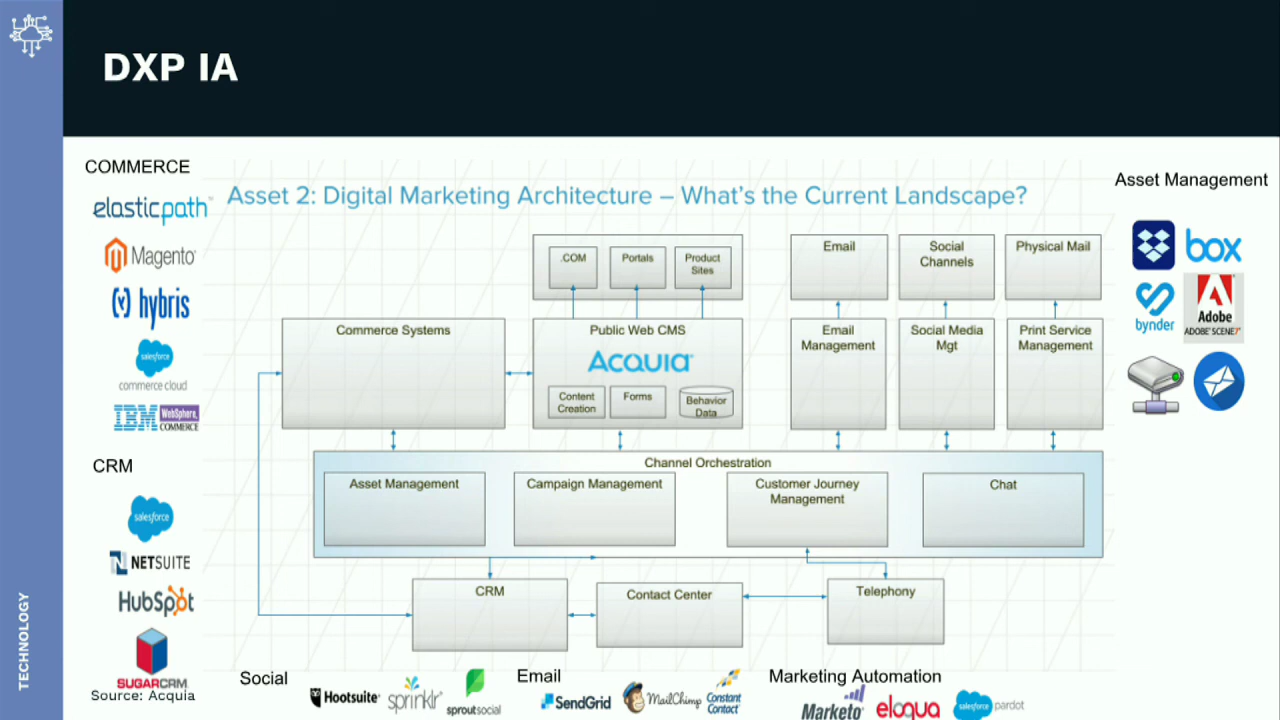 DXP IA
COMMERCE
elasticpath
Magento
hybris
salesforce
commerce cloud
IBM WebSphere
COMMERCE
CRM
salesforce
NETSUITE
HubSpot
SUGARCRM
Source: Acquia
TECHNOLOGY
Asset 2: Digital Marketing Architecture – What's the Current Landscape?
.COM
Portals
Product
Sites
Email
Social
Channels
Physical Mail
Commerce Systems
Public Web CMS
Acquia
Content
Creation
Forms
Behavior
Data
Email
Management
Social Media
Mgt
Print Service
Management
Channel Orchestration
Asset Management
Campaign Management
Customer Journey
Management
Chat
CRM
Contact Center
Telephony
Asset Management
box
bynder
Adobe
ADOBE® SCENE7®
Social
Hootsuite
sprinklr
sproutsocial
Email
SendGrid
MailChimp
Constant
Contact
Marketing Automation
Marketo
eloqua
salesforce pardot